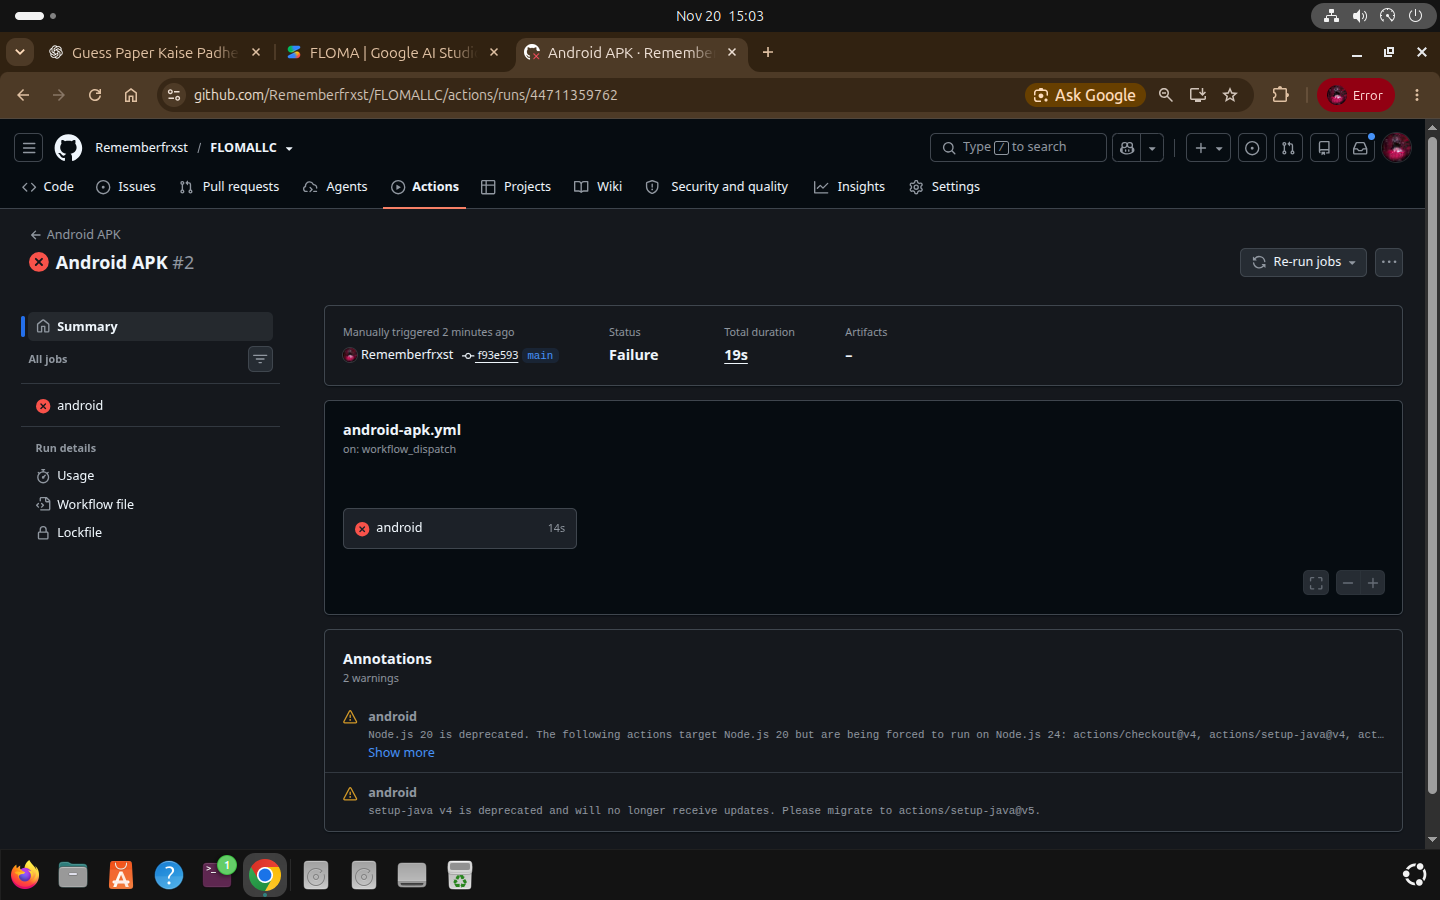 Nov 20 15:03
Guess Paper Kaise Padhe
FLOMA | Google AI Studi
Android APK · Remembe
github.com/Rememberfrxst/FLOMALLC/actions/runs/44711359762
Ask Google
Error
Rememberfrxst / FLOMALLC
Type / to search
Code
Issues
Pull requests
Agents
Actions
Projects
Wiki
Security and quality
Insights
Settings
Android APK
Android APK #2
Re-run jobs
Summary
All jobs
android
Run details
Usage
Workflow file
Lockfile
Manually triggered 2 minutes ago
Rememberfrxst f93e593 main
Status
Failure
Total duration
19s
Artifacts
–
android-apk.yml
on: workflow_dispatch
android 14s
Annotations
2 warnings
android
Node.js 20 is deprecated. The following actions target Node.js 20 but are being forced to run on Node.js 24: actions/checkout@v4, actions/setup-java@v4, act…
Show more
android
setup-java v4 is deprecated and will no longer receive updates. Please migrate to actions/setup-java@v5.
1